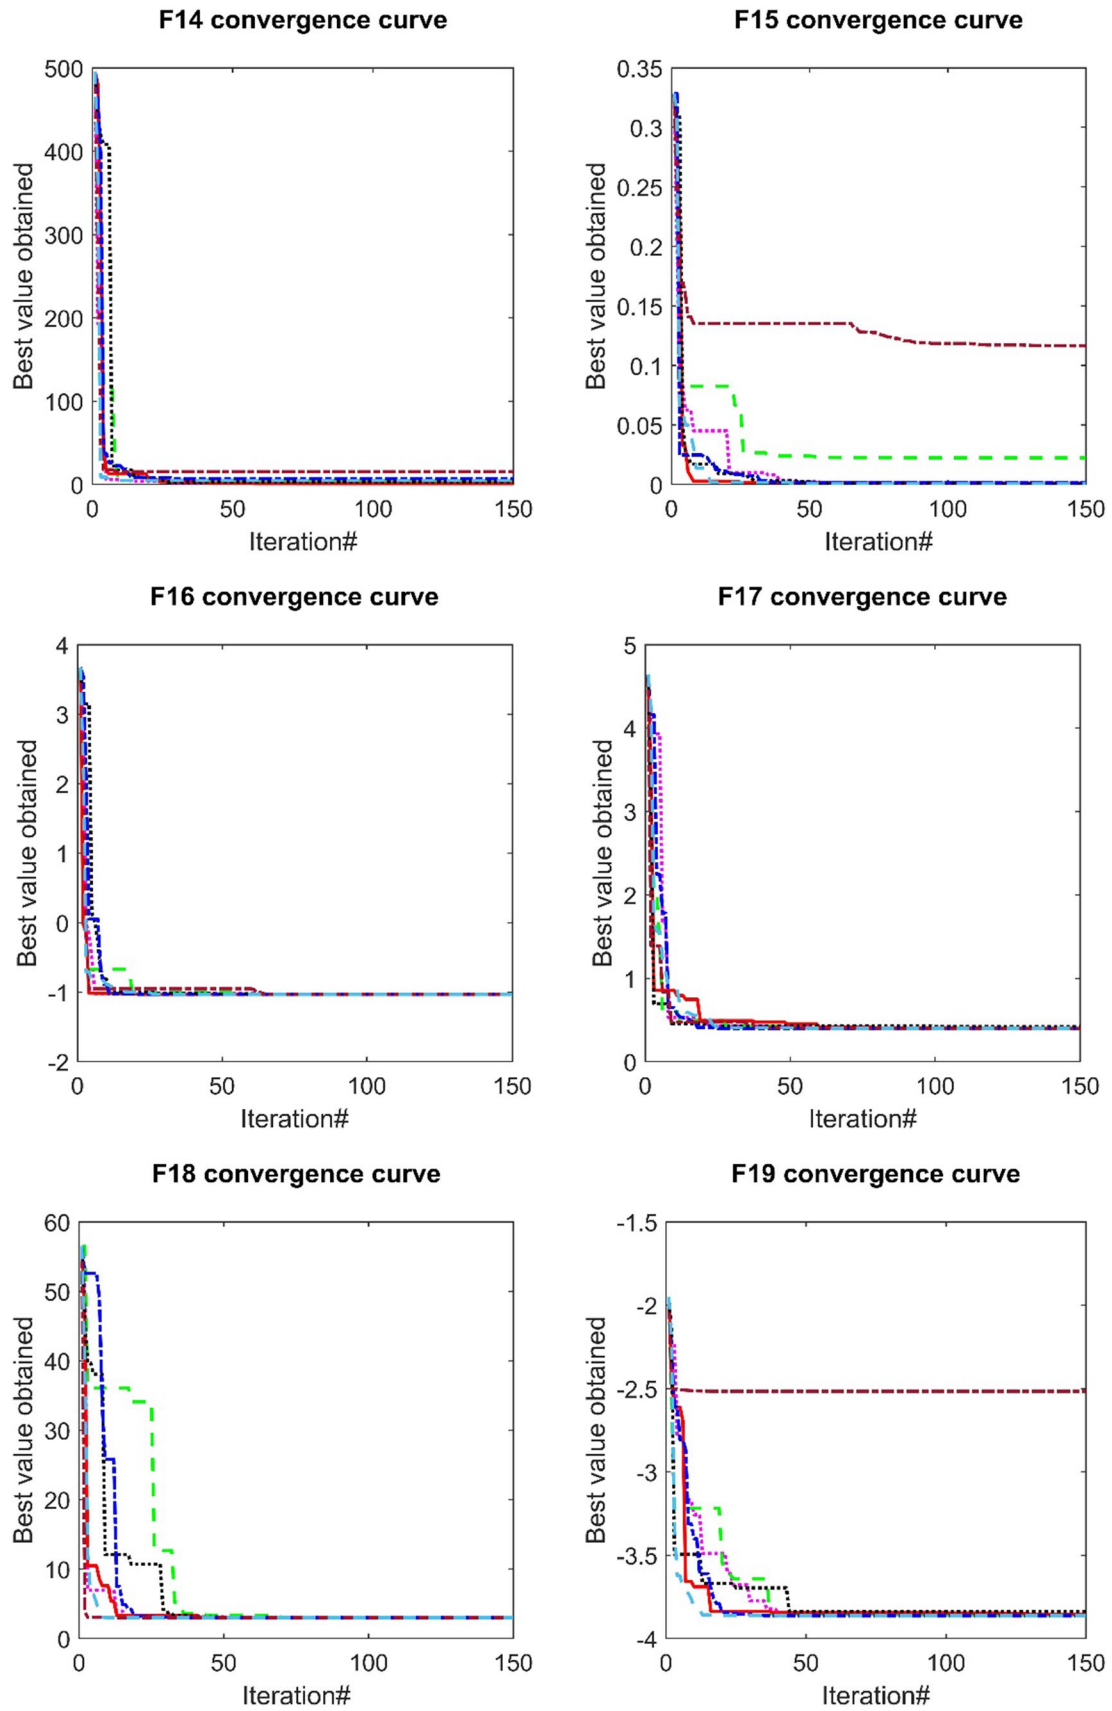 F14 convergence curve
500
400
300
200
100
0
Best value obtained
0 50 100 150
Iteration#
F15 convergence curve
0.35
0.3
0.25
0.2
0.15
0.1
0.05
0
Best value obtained
0 50 100 150
Iteration#
F16 convergence curve
4
3
2
1
0
-1
-2
Best value obtained
0 50 100 150
Iteration#
F17 convergence curve
5
4
3
2
1
0
Best value obtained
0 50 100 150
Iteration#
F18 convergence curve
60
50
40
30
20
10
0
Best value obtained
0 50 100 150
Iteration#
F19 convergence curve
-1.5
-2
-2.5
-3
-3.5
-4
Best value obtained
0 50 100 150
Iteration#